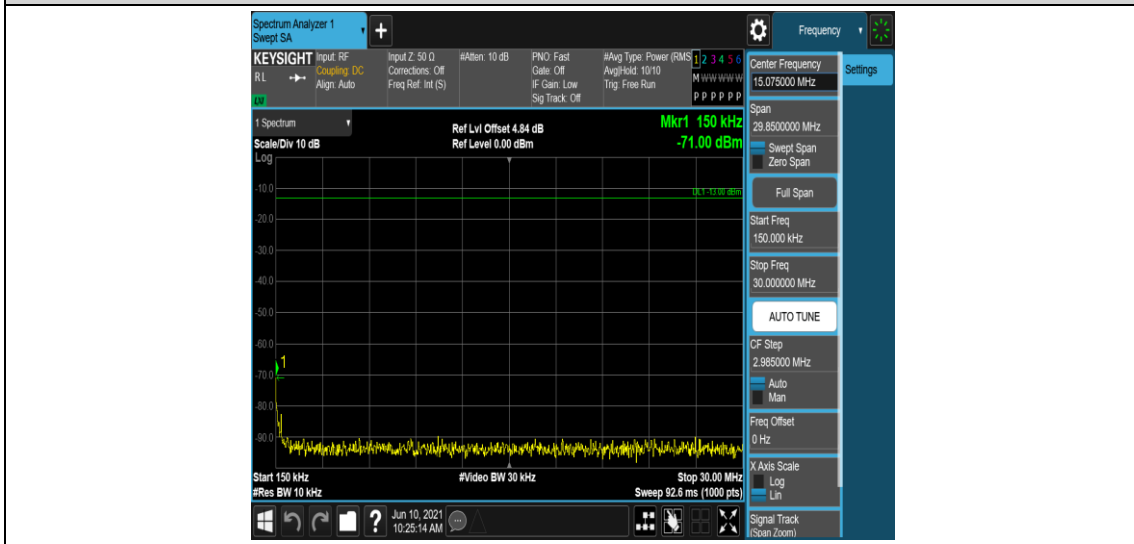 Spectrum Analyzer 1
Swept SA
+
Frequency
KEYSIGHT
RL
LXI
Input: RF
Coupling: DC
Align: Auto
Input Z: 50 Ω
Corrections: Off
Freq Ref: Int (S)
#Atten: 10 dB
PNO: Fast
Gate: Off
IF Gain: Low
Sig Track: Off
#Avg Type: Power (RMS
Avg|Hold: 10/10
Trig: Free Run
1 2 3 4 5 6
M W W W W W
P P P P P P
1 Spectrum
Scale/Div 10 dB
Log
Ref Lvl Offset 4.84 dB
Ref Level 0.00 dBm
Mkr1 150 kHz
-71.00 dBm
DL1 -13.00 dBm
-10.0
-20.0
-30.0
-40.0
-50.0
-60.0
1
-70.0
-80.0
-90.0
Start 150 kHz
#Res BW 10 kHz
#Video BW 30 kHz
Stop 30.00 MHz
Sweep 92.6 ms (1000 pts)
Center Frequency
15.075000 MHz
Settings
Span
29.8500000 MHz
Swept Span
Zero Span
Full Span
Start Freq
150.000 kHz
Stop Freq
30.000000 MHz
AUTO TUNE
CF Step
2.985000 MHz
Auto
Man
Freq Offset
0 Hz
X Axis Scale
Log
Lin
Signal Track
(Span Zoom)
?
Jun 10, 2021
10:25:14 AM